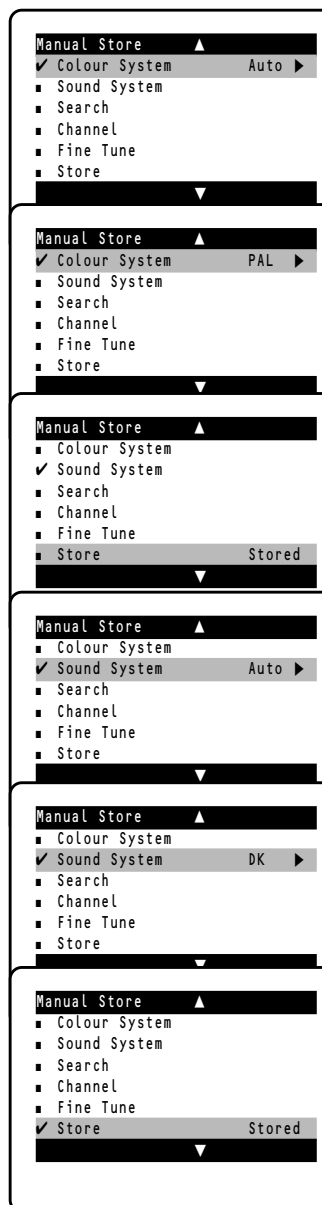 Manual Store ▲
✔ Colour System Auto ▶
▪ Sound System
▪ Search
▪ Channel
▪ Fine Tune
▪ Store
▼
Manual Store ▲
✔ Colour System PAL ▶
▪ Sound System
▪ Search
▪ Channel
▪ Fine Tune
▪ Store
▼
Manual Store ▲
▪ Colour System
✔ Sound System
▪ Search
▪ Channel
▪ Fine Tune
▪ Store Stored
▼
Manual Store ▲
▪ Colour System
✔ Sound System Auto ▶
▪ Search
▪ Channel
▪ Fine Tune
▪ Store
▼
Manual Store ▲
▪ Colour System
✔ Sound System DK ▶
▪ Search
▪ Channel
▪ Fine Tune
▪ Store
▼
Manual Store ▲
▪ Colour System
▪ Sound System
▪ Search
▪ Channel
▪ Fine Tune
✔ Store Stored
▼